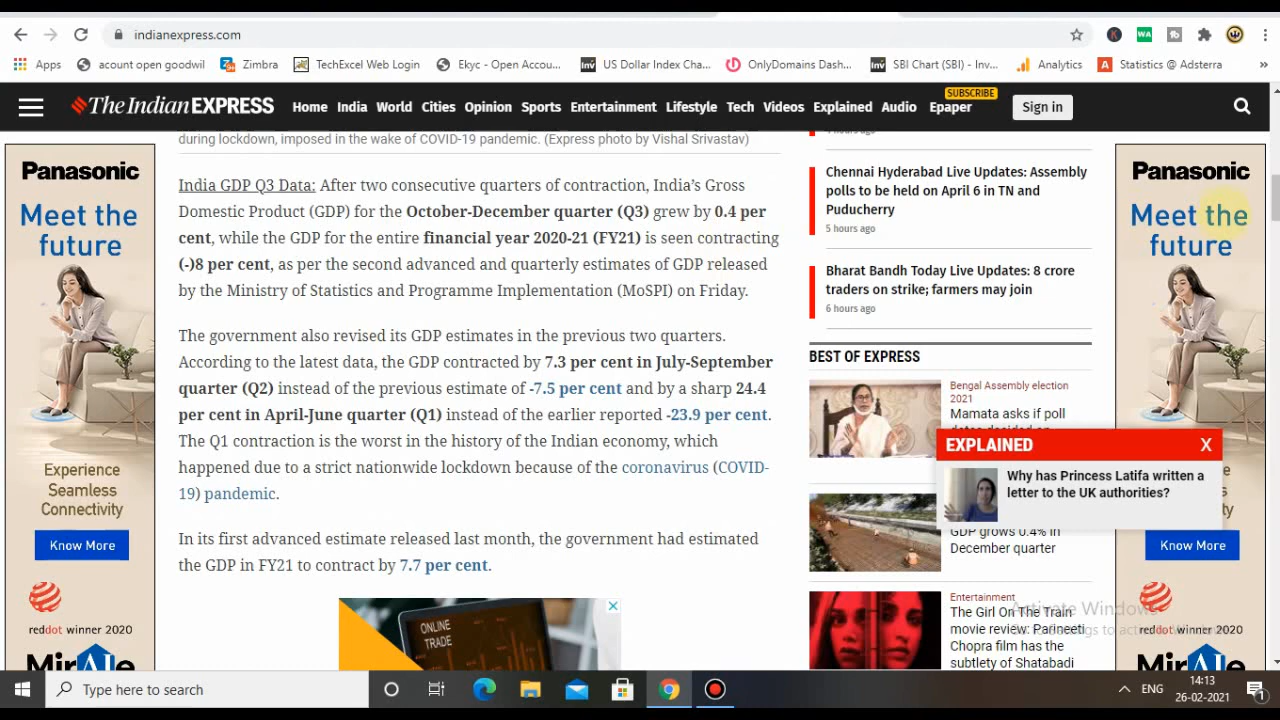 indianexpress.com
Apps
acount open goodwil
Zimbra
TechExcel Web Login
Ekyc - Open Accou...
Inv US Dollar Index Cha...
OnlyDomains Dash...
Inv SBI Chart (SBI) - Inv...
Analytics
A Statistics @ Adsterra
»
SUBSCRIBE
The Indian EXPRESS
Home India World Cities Opinion Sports Entertainment Lifestyle Tech Videos Explained Audio Epaper
Sign in
during lockdown, imposed in the wake of COVID-19 pandemic. (Express photo by Vishal Srivastav)
India GDP Q3 Data: After two consecutive quarters of contraction, India's Gross
Domestic Product (GDP) for the October-December quarter (Q3) grew by 0.4 per
cent, while the GDP for the entire financial year 2020-21 (FY21) is seen contracting
(-)8 per cent, as per the second advanced and quarterly estimates of GDP released
by the Ministry of Statistics and Programme Implementation (MoSPI) on Friday.
The government also revised its GDP estimates in the previous two quarters.
According to the latest data, the GDP contracted by 7.3 per cent in July-September
quarter (Q2) instead of the previous estimate of -7.5 per cent and by a sharp 24.4
per cent in April-June quarter (Q1) instead of the earlier reported -23.9 per cent.
The Q1 contraction is the worst in the history of the Indian economy, which
happened due to a strict nationwide lockdown because of the coronavirus (COVID-
19) pandemic.
In its first advanced estimate released last month, the government had estimated
the GDP in FY21 to contract by 7.7 per cent.
ONLINE
TRADE
Panasonic
Meet the
future
Experience
Seamless
Connectivity
Know More
reddot winner 2020
MirAIe
4 hours ago
Chennai Hyderabad Live Updates: Assembly
polls to be held on April 6 in TN and
Puducherry
5 hours ago
Bharat Bandh Today Live Updates: 8 crore
traders on strike; farmers may join
6 hours ago
BEST OF EXPRESS
Bengal Assembly election
2021
Mamata asks if poll
EXPLAINED
X
Why has Princess Latifa written a
letter to the UK authorities?
GDP grows 0.4% in
December quarter
Entertainment
The Girl On The Train
movie review: Parineeti
Chopra film has the
subtlety of Shatabadi
Panasonic
Meet the
future
Know More
reddot winner 2020
MirAIe
Activate Windows
Type here to search
ENG
14:13
26-02-2021
1